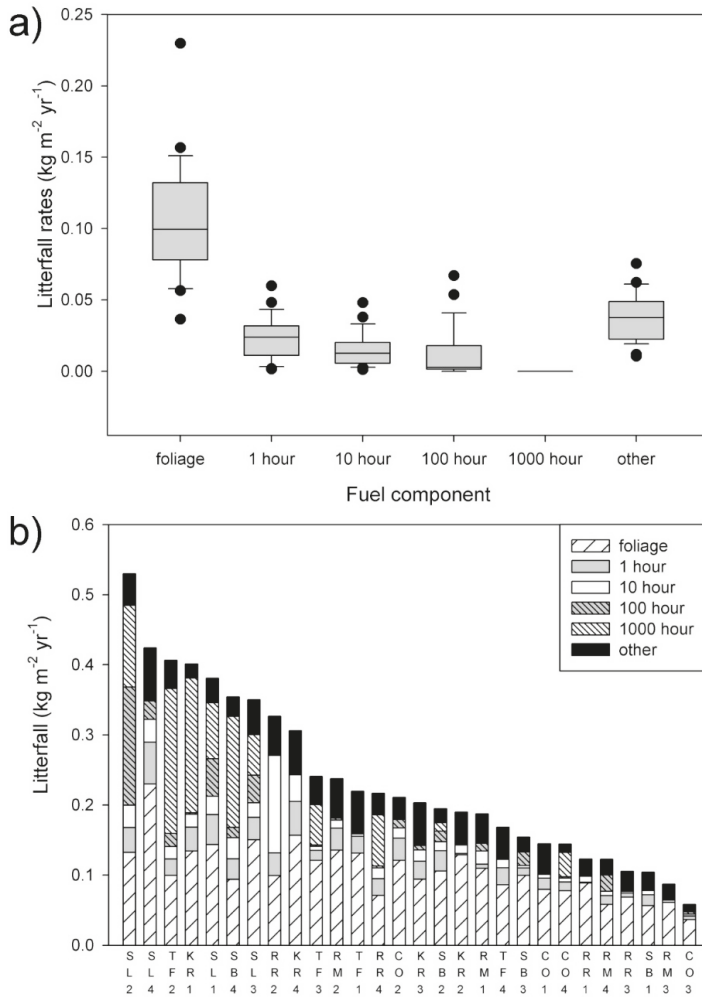 a)
Litterfall rates (kg m⁻² yr⁻¹)
0.25
0.20
0.15
0.10
0.05
0.00
foliage 1 hour 10 hour 100 hour 1000 hour other
Fuel component
b)
Litterfall (kg m⁻² yr⁻¹)
0.6
0.5
0.4
0.3
0.2
0.1
0.0
foliage
1 hour
10 hour
100 hour
1000 hour
other
S S T K S S S R K T R T R C K S K R T S C C R R R S R C
L L F R L B L R R F M F R O R B R M F B O O R M R B M O
2 4 2 1 1 4 3 2 4 3 2 1 4 2 3 2 2 1 4 3 1 4 1 4 3 1 3 3